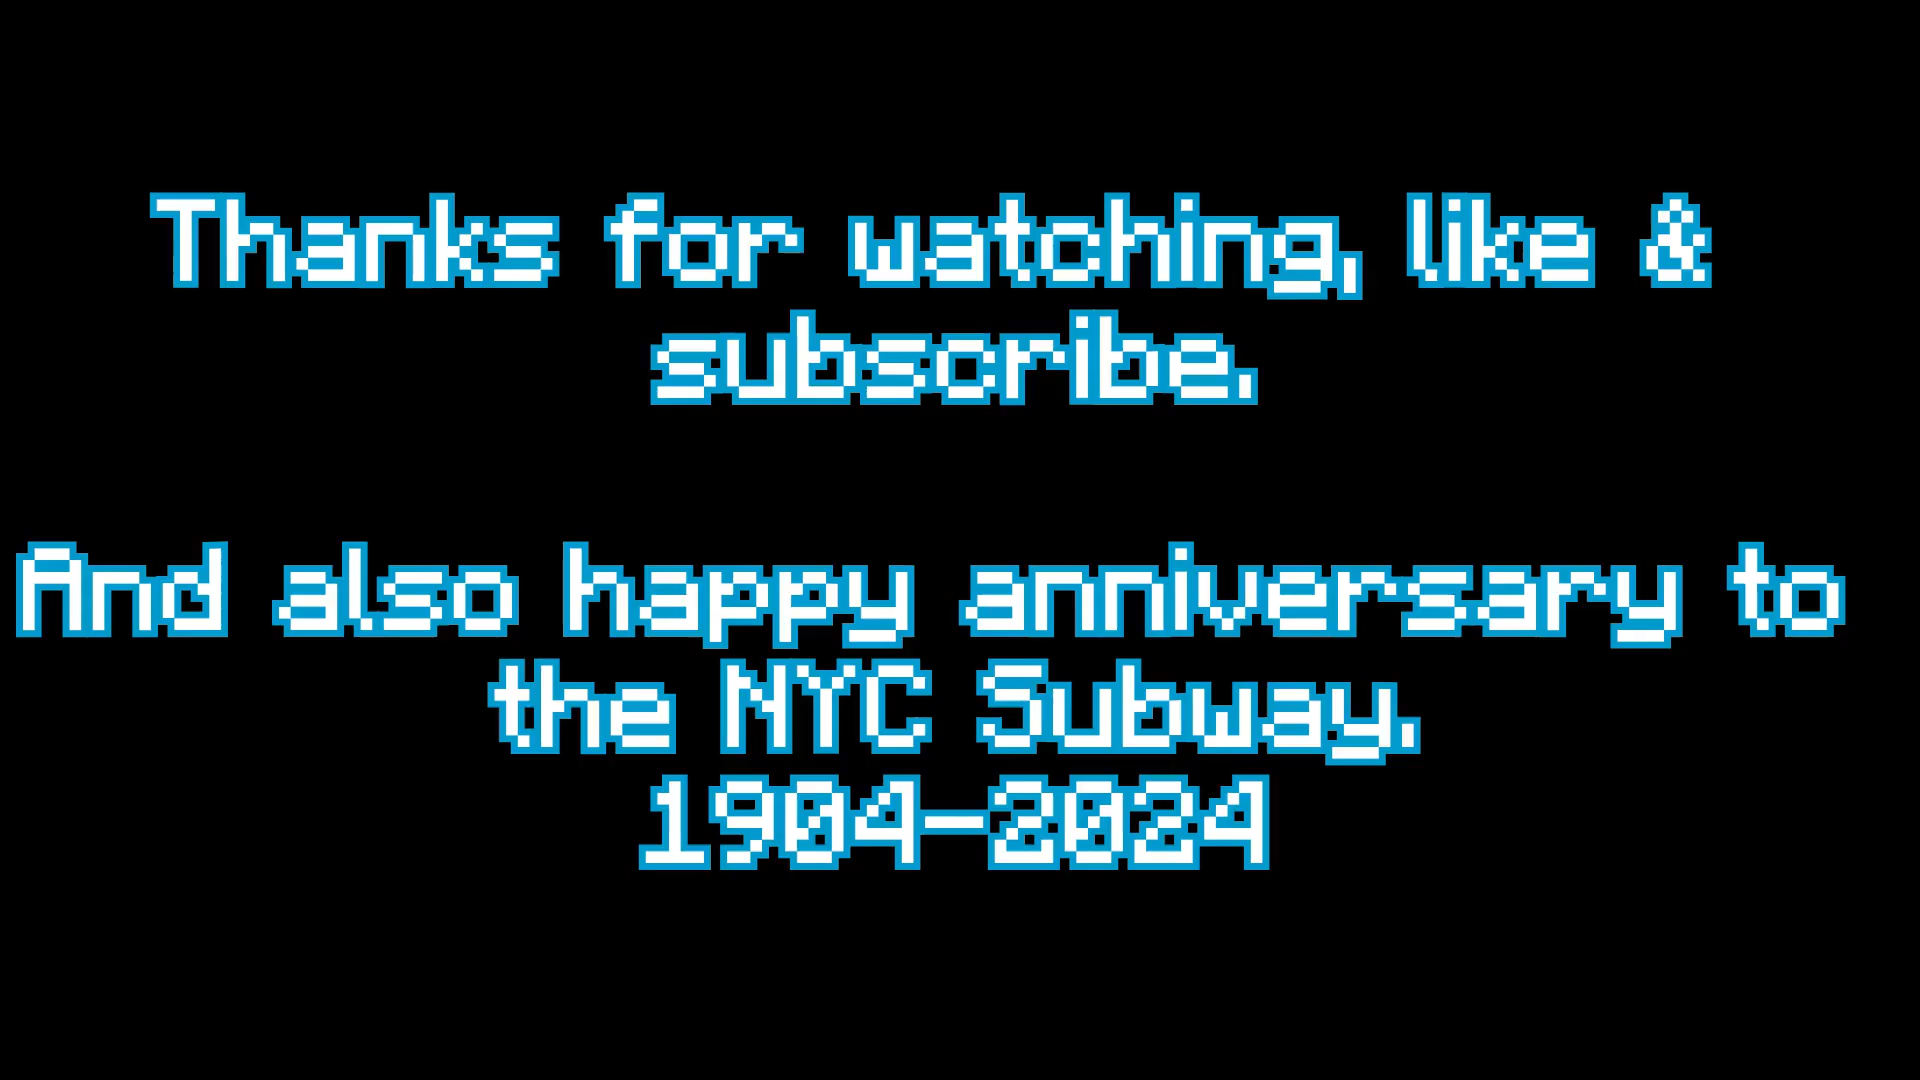 Thanks for watching, like &
subscribe.
And also happy anniversary to
the NYC Subway.
1904-2024